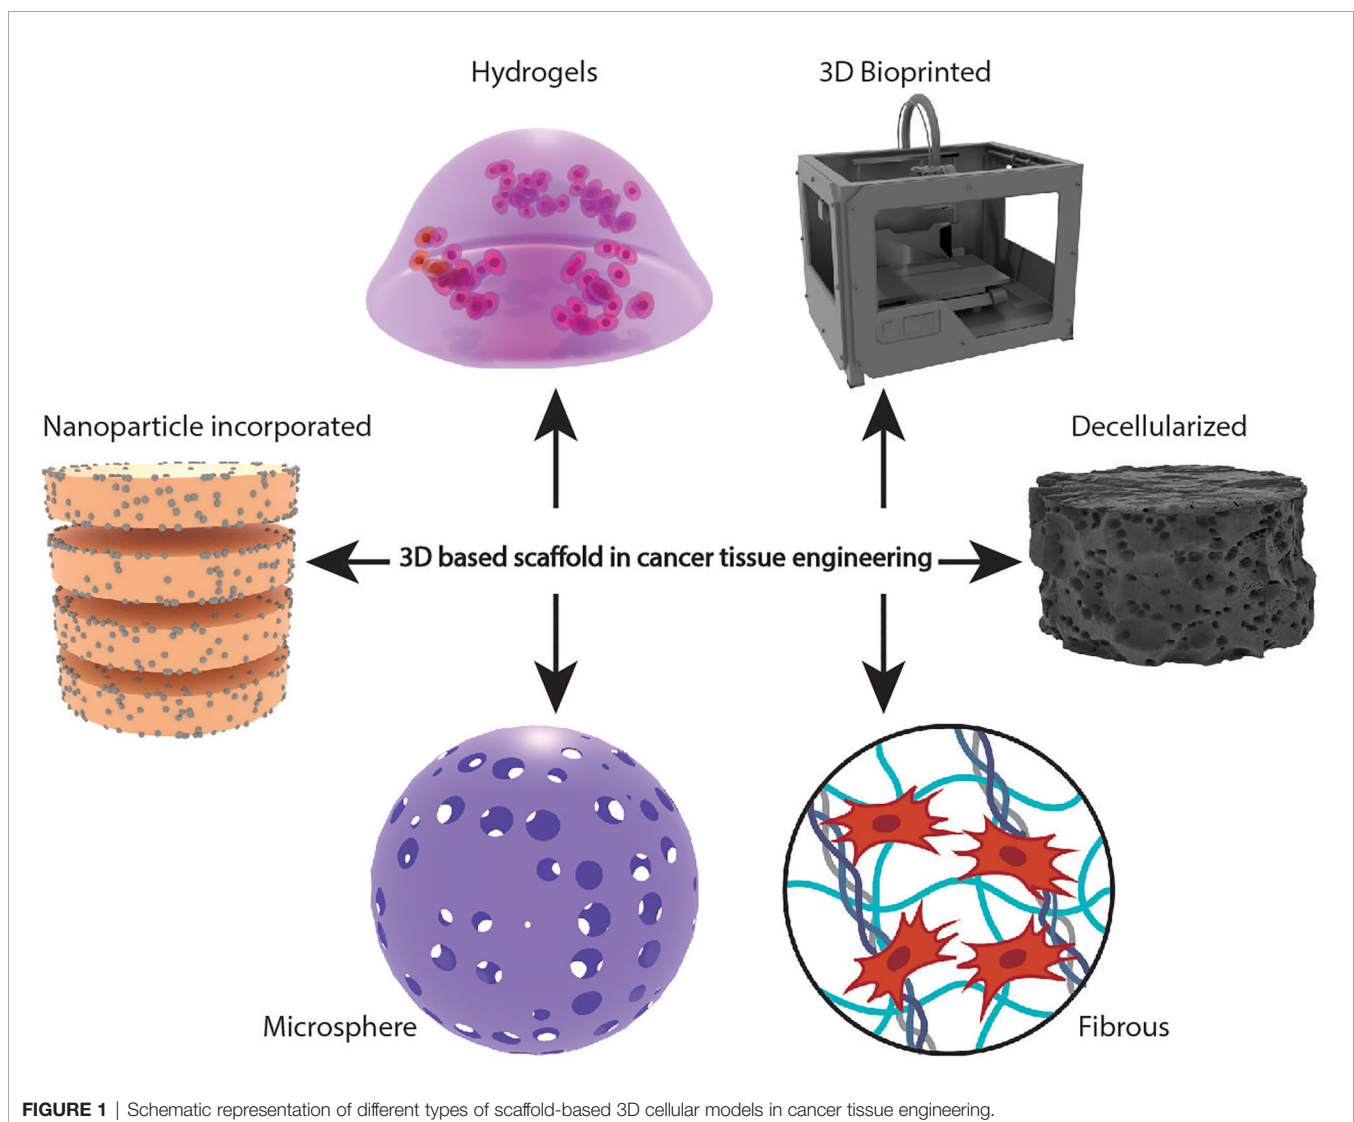 Hydrogels
3D Bioprinted
Nanoparticle incorporated
Decellularized
3D based scaffold in cancer tissue engineering
Microsphere
Fibrous
FIGURE 1 | Schematic representation of different types of scaffold-based 3D cellular models in cancer tissue engineering.